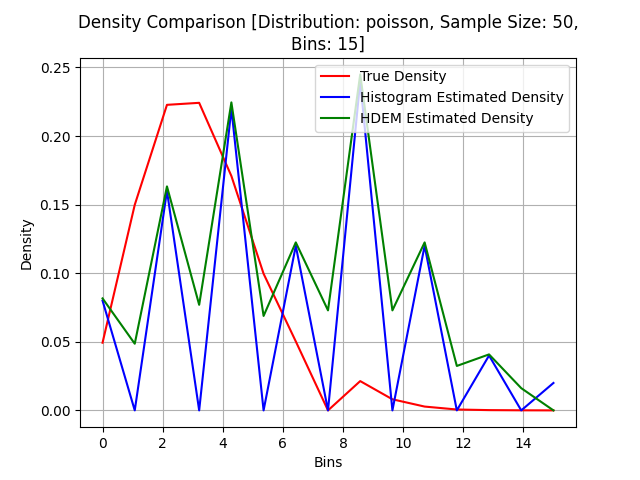 Density Comparison [Distribution: poisson, Sample Size: 50,
Bins: 15]
True Density
Histogram Estimated Density
HDEM Estimated Density
Density
0.25
0.20
0.15
0.10
0.05
0.00
0 2 4 6 8 10 12 14
Bins